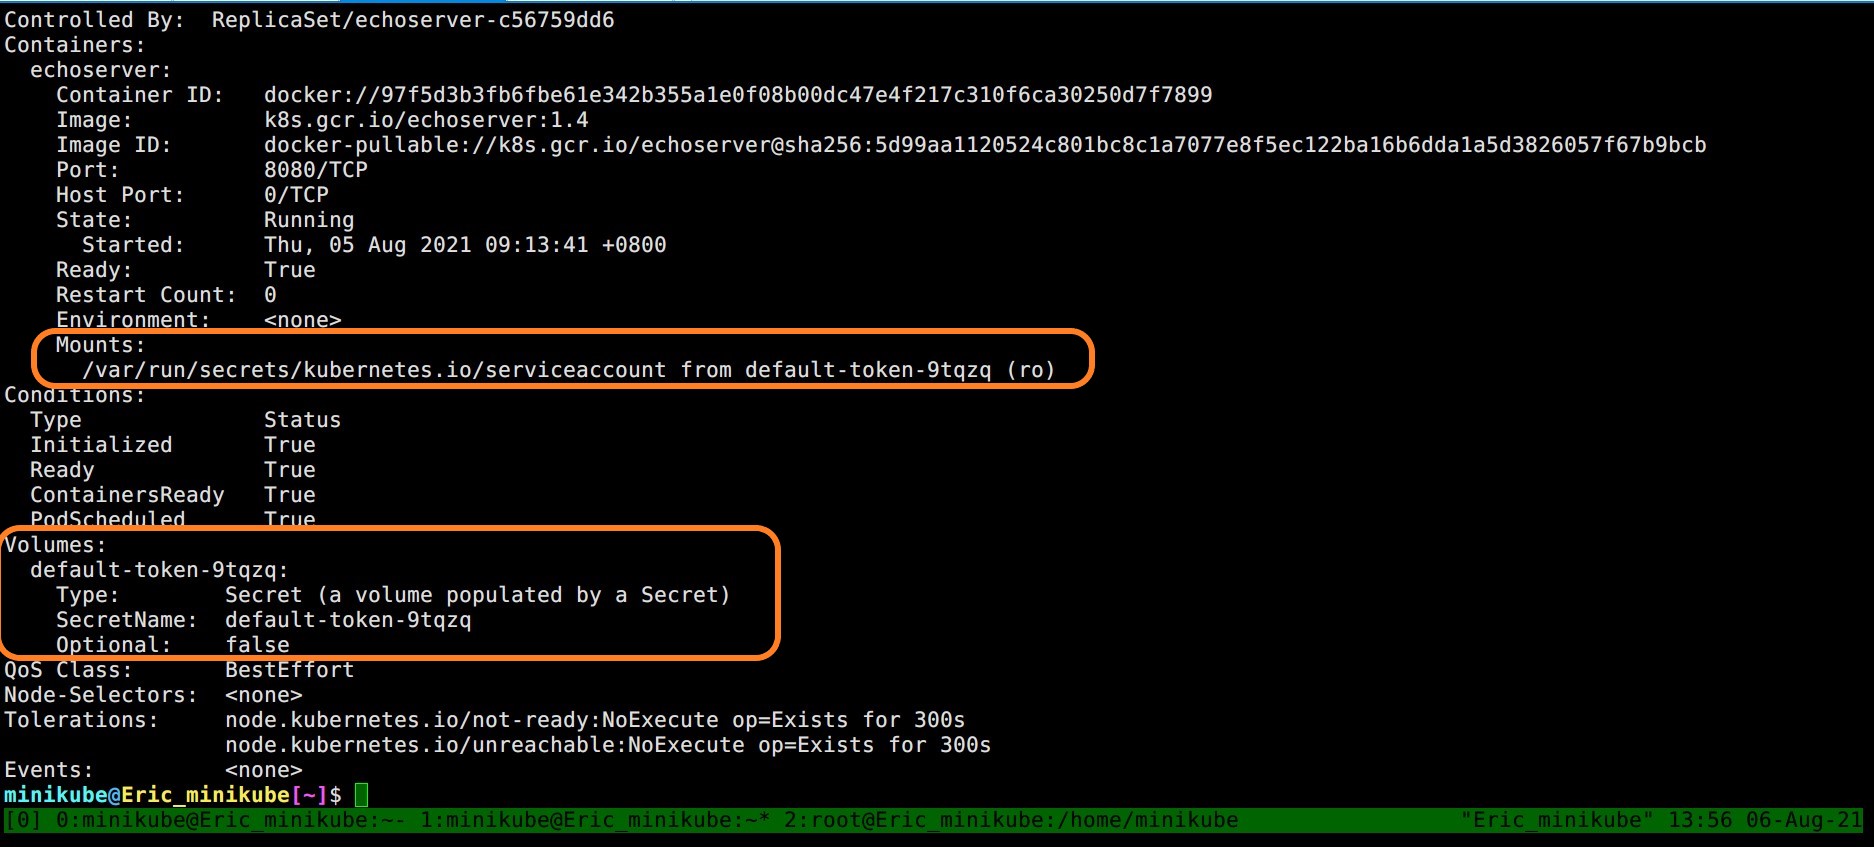 Controlled By:  ReplicaSet/echoserver-c56759dd6
Containers:
  echoserver:
    Container ID:   docker://97f5d3b3fb6fbe61e342b355a1e0f08b00dc47e4f217c310f6ca30250d7f7899
    Image:          k8s.gcr.io/echoserver:1.4
    Image ID:       docker-pullable://k8s.gcr.io/echoserver@sha256:5d99aa1120524c801bc8c1a7077e8f5ec122ba16b6dda1a5d3826057f67b9bcb
    Port:           8080/TCP
    Host Port:      0/TCP
    State:          Running
      Started:      Thu, 05 Aug 2021 09:13:41 +0800
    Ready:          True
    Restart Count:  0
    Environment:    <none>
    Mounts:
      /var/run/secrets/kubernetes.io/serviceaccount from default-token-9tqzq (ro)
Conditions:
  Type              Status
  Initialized       True
  Ready             True
  ContainersReady   True
  PodScheduled      True
Volumes:
  default-token-9tqzq:
    Type:        Secret (a volume populated by a Secret)
    SecretName:  default-token-9tqzq
    Optional:    false
QoS Class:       BestEffort
Node-Selectors:  <none>
Tolerations:     node.kubernetes.io/not-ready:NoExecute op=Exists for 300s
                 node.kubernetes.io/unreachable:NoExecute op=Exists for 300s
Events:          <none>
minikube@Eric_minikube[~]$
[0] 0:minikube@Eric_minikube:~- 1:minikube@Eric_minikube:~* 2:root@Eric_minikube:/home/minikube "Eric_minikube" 13:56 06-Aug-21